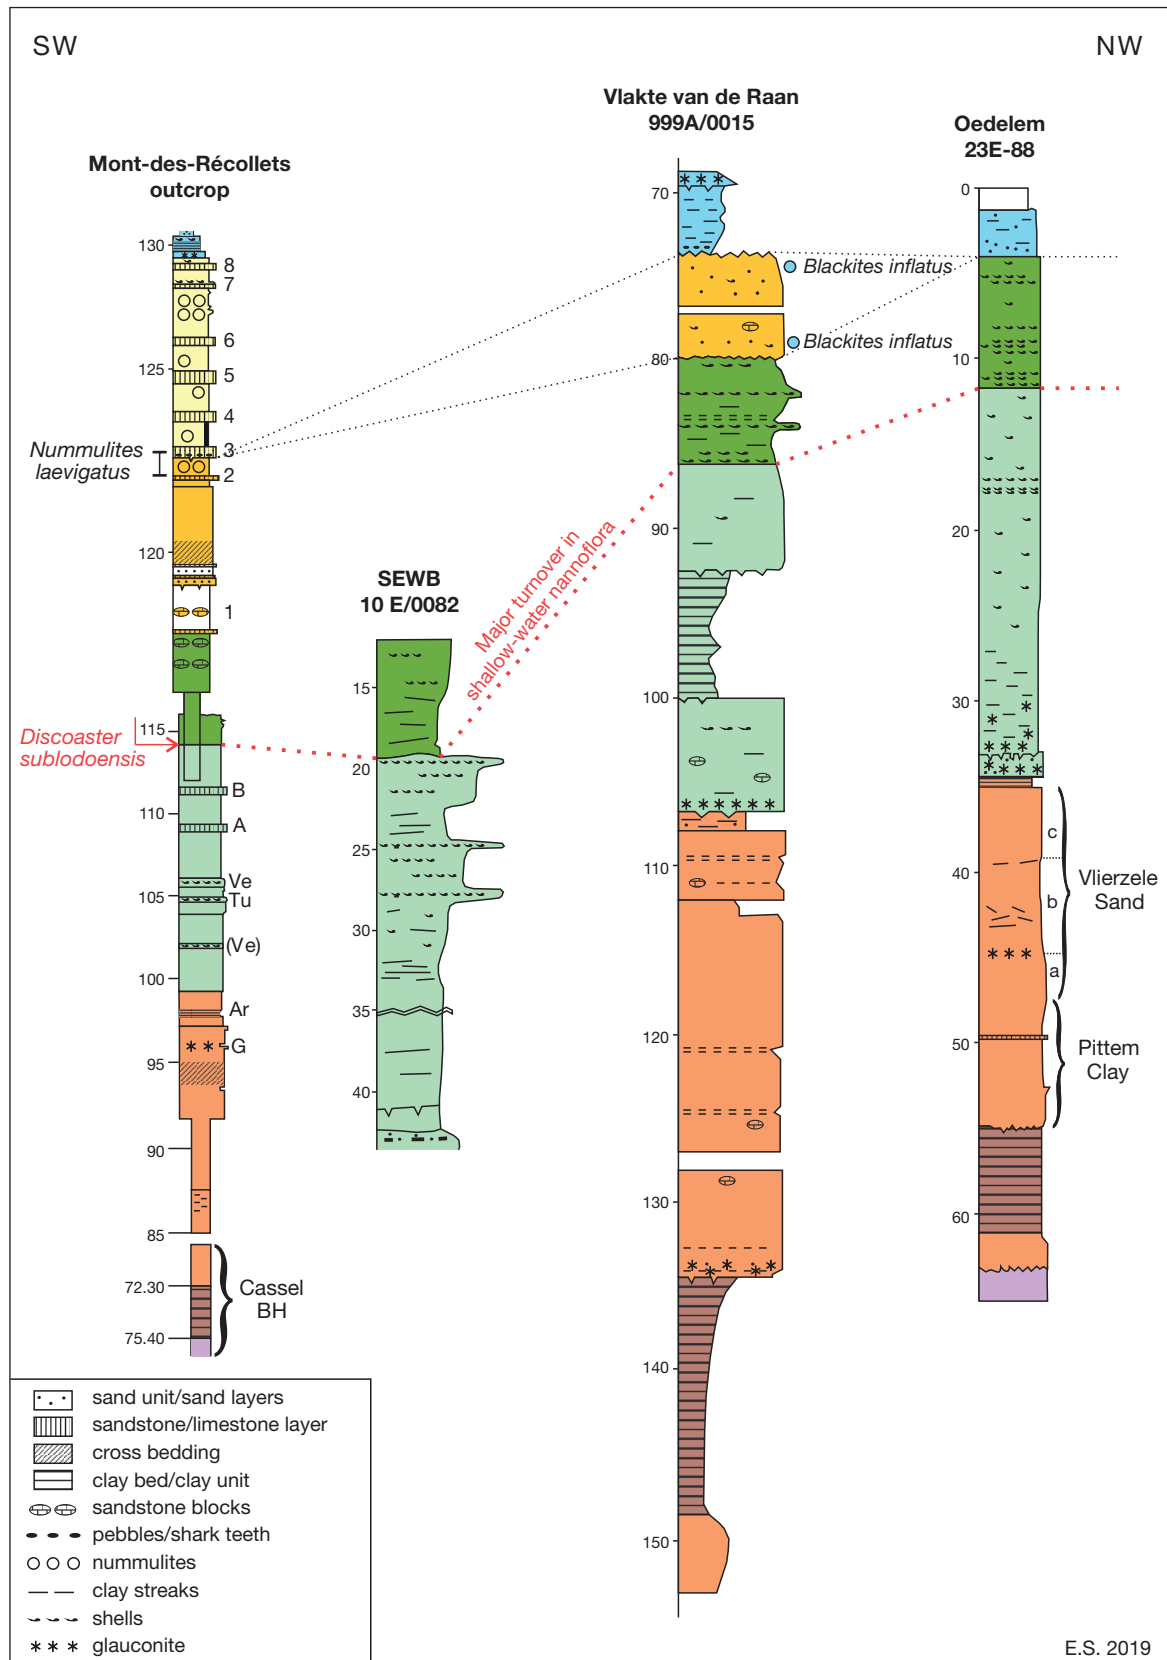 SW
NW
Mont-des-Récollets
outcrop
130
8
7
6
125
5
4
3
Nummulites
laevigatus
2
120
1
115
Discoaster
sublodoensis
B
110
A
Ve
105
Tu
(Ve)
100
Ar
G
95
90
85
72.30
75.40
Cassel
BH
SEWB
10 E/0082
15
20
25
30
35
40
Major turnover in
shallow-water nannoflora
Vlakte van de Raan
999A/0015
70
Blackites inflatus
Blackites inflatus
80
90
100
110
120
130
140
150
Oedelem
23E-88
0
10
20
30
40
50
60
c
b
a
Vlierzele
Sand
Pittem
Clay
sand unit/sand layers
sandstone/limestone layer
cross bedding
clay bed/clay unit
sandstone blocks
pebbles/shark teeth
nummulites
clay streaks
shells
glauconite
E.S. 2019